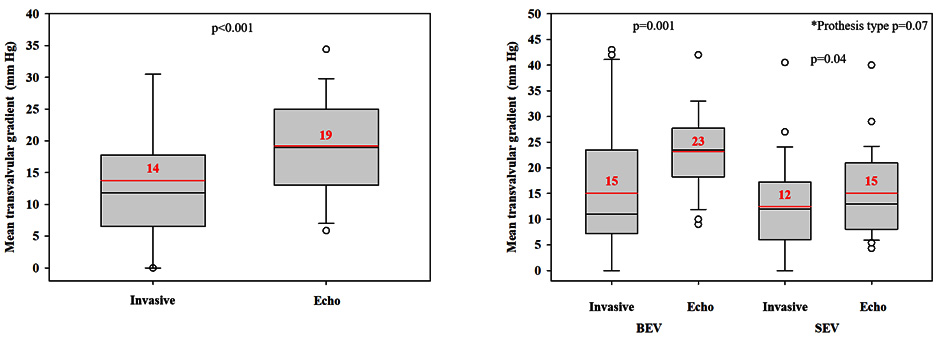 Mean transvalvular gradient (mm Hg)
40
35
30
25
20
15
10
5
0
p<0.001
14
19
Invasive
Echo
Mean transvalvular gradient (mm Hg)
50
45
40
35
30
25
20
15
10
5
0
p=0.001
*Prothesis type p=0.07
p=0.04
15
23
12
15
Invasive
Echo
Invasive
Echo
BEV
SEV